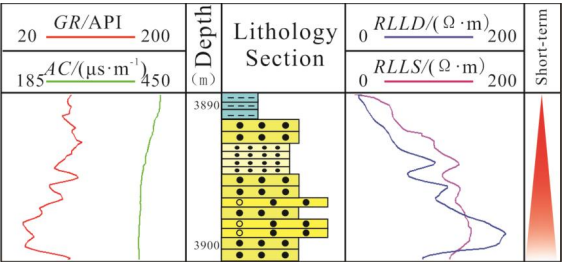 GR/API
20 200
AC/(μs·m⁻¹)
185 450
Depth
(m)
Lithology
Section
RLLD/(Ω·m)
0 200
RLLS/(Ω·m)
0 200
Short-term
3890
3900